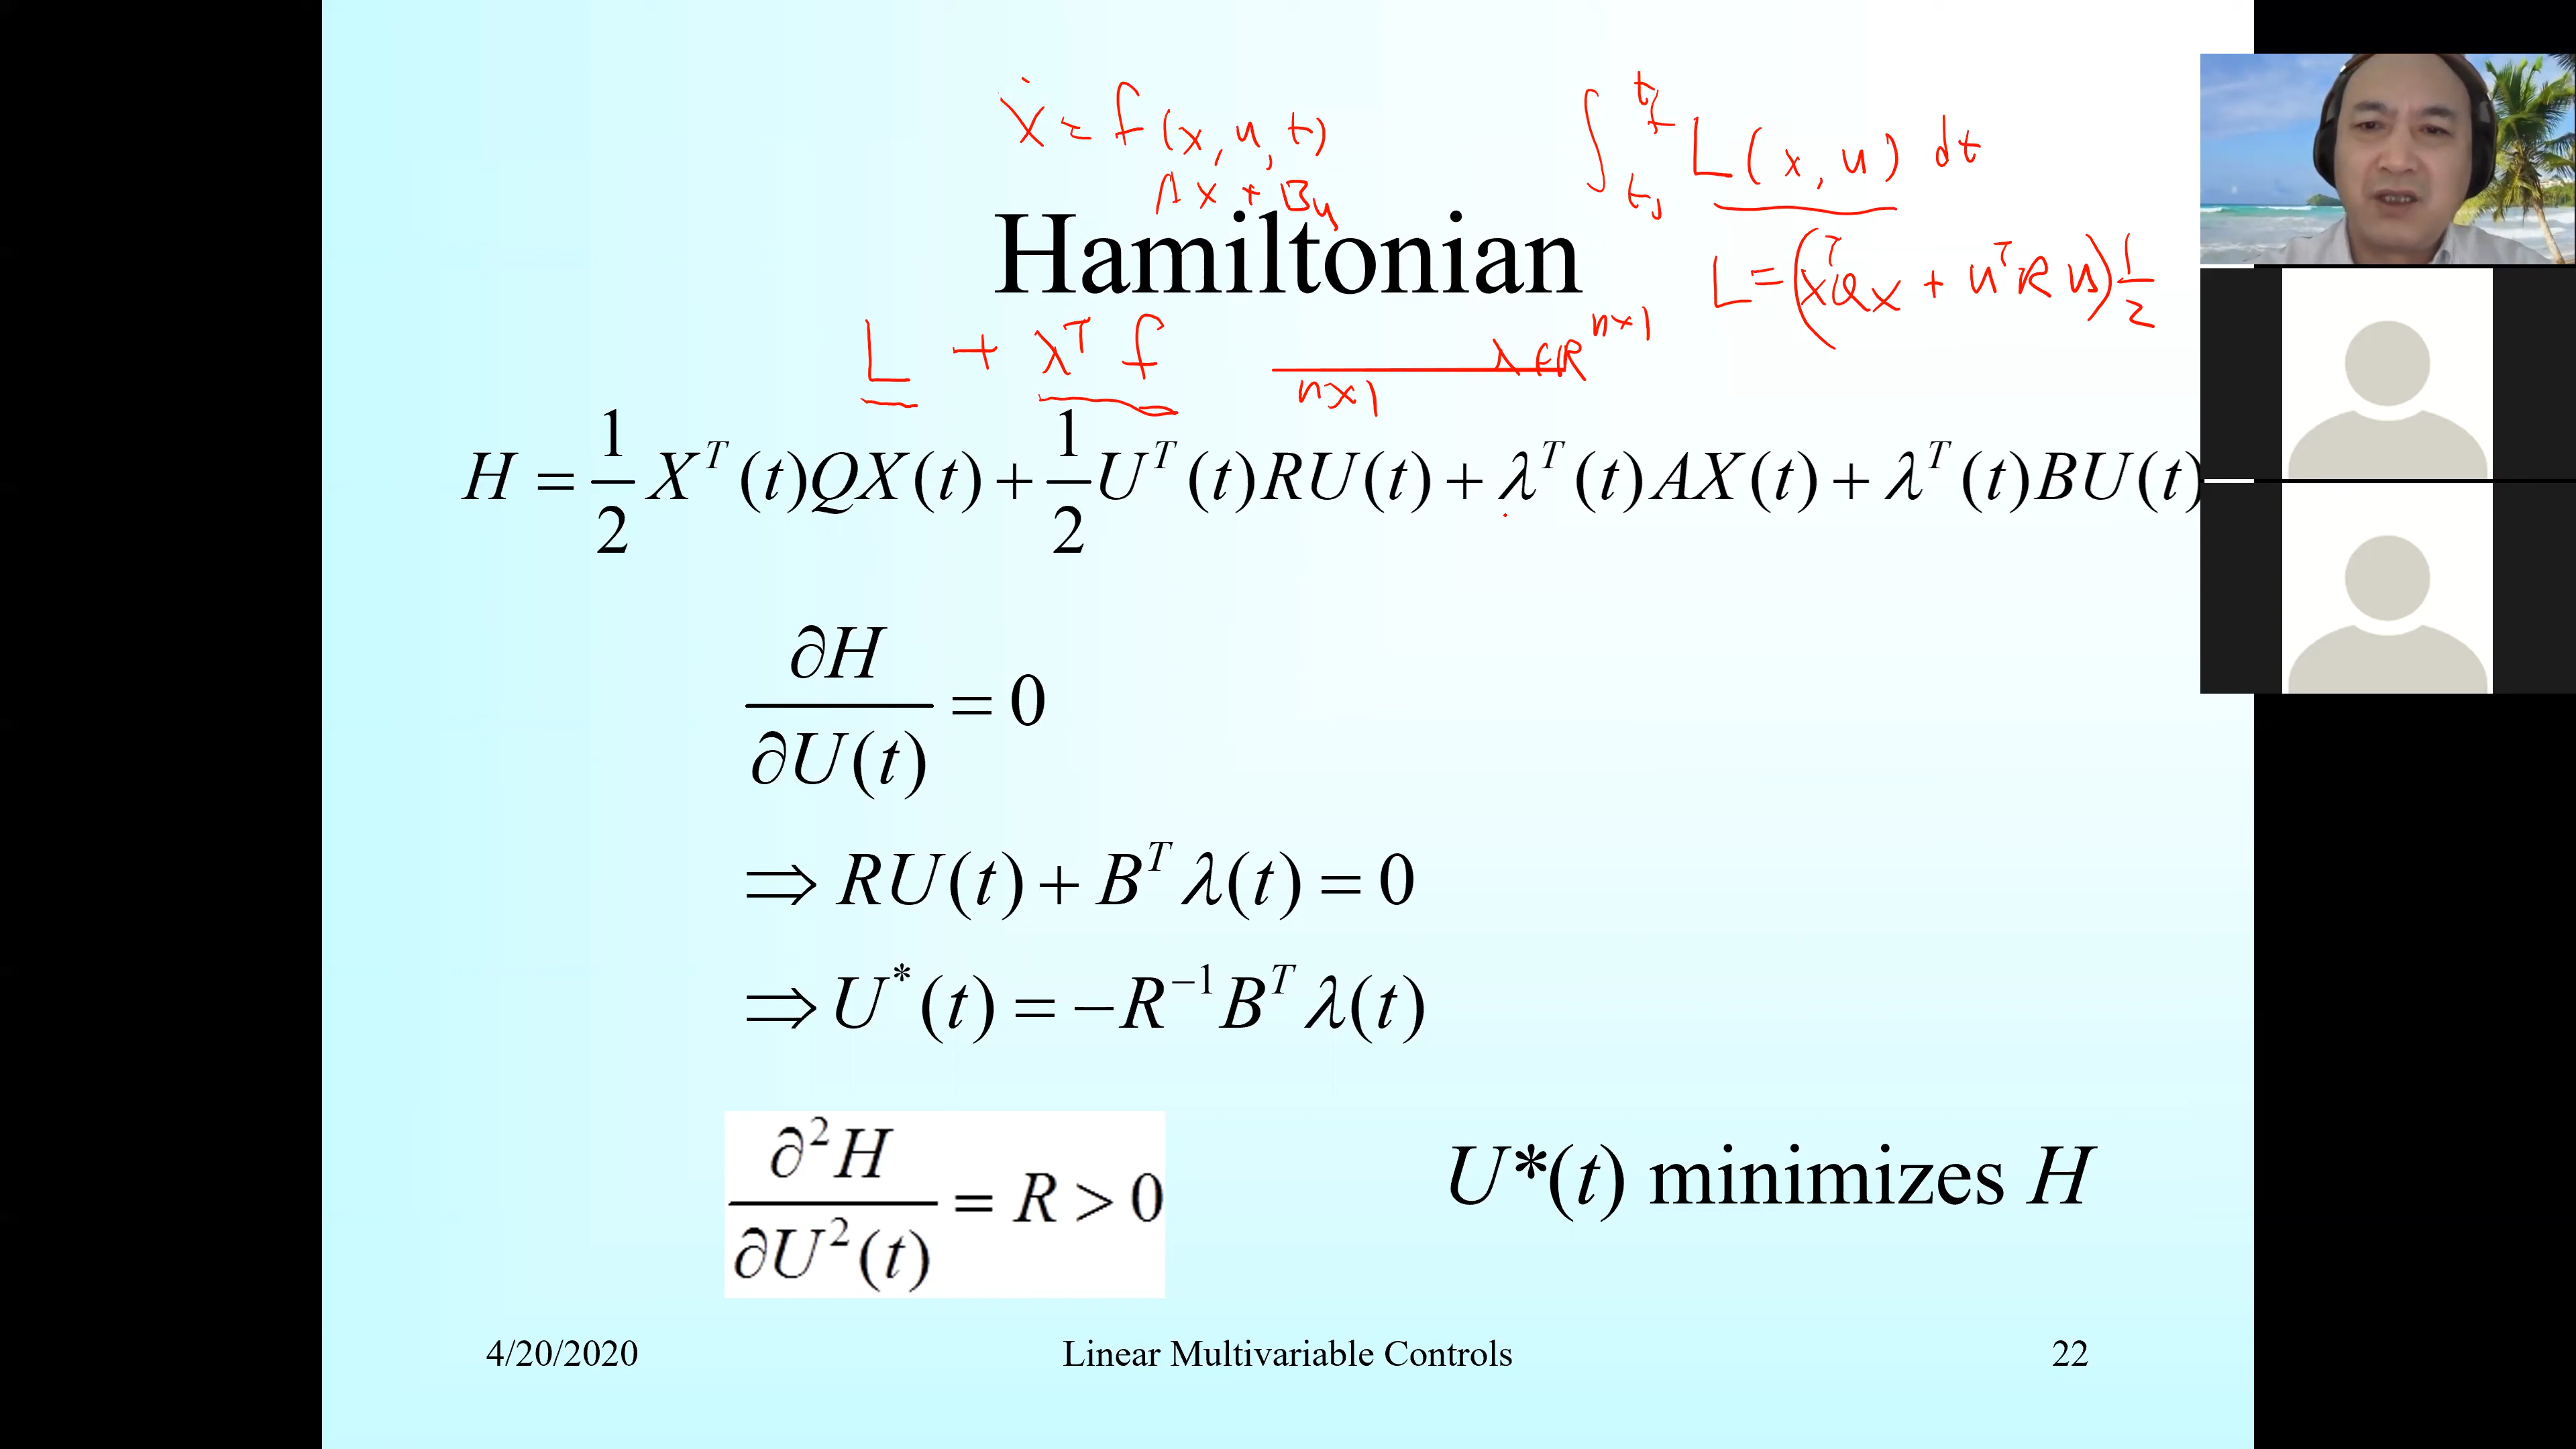 ẋ = f(x, u, t)
∫_{t₀}^{t_f} L(x, u) dt
Ax + Bu
Hamiltonian
L = (xᵀQx + uᵀRu) 1/2
L + λᵀ f
λ ∈ ℝ^{n×1}
n×1
H = 1/2 Xᵀ(t)QX(t) + 1/2 Uᵀ(t)RU(t) + λᵀ(t)AX(t) + λᵀ(t)BU(t)
∂H/∂U(t) = 0
⇒ RU(t) + Bᵀλ(t) = 0
⇒ U*(t) = −R⁻¹Bᵀλ(t)
∂²H/∂U²(t) = R > 0
U*(t) minimizes H
4/20/2020
Linear Multivariable Controls
22